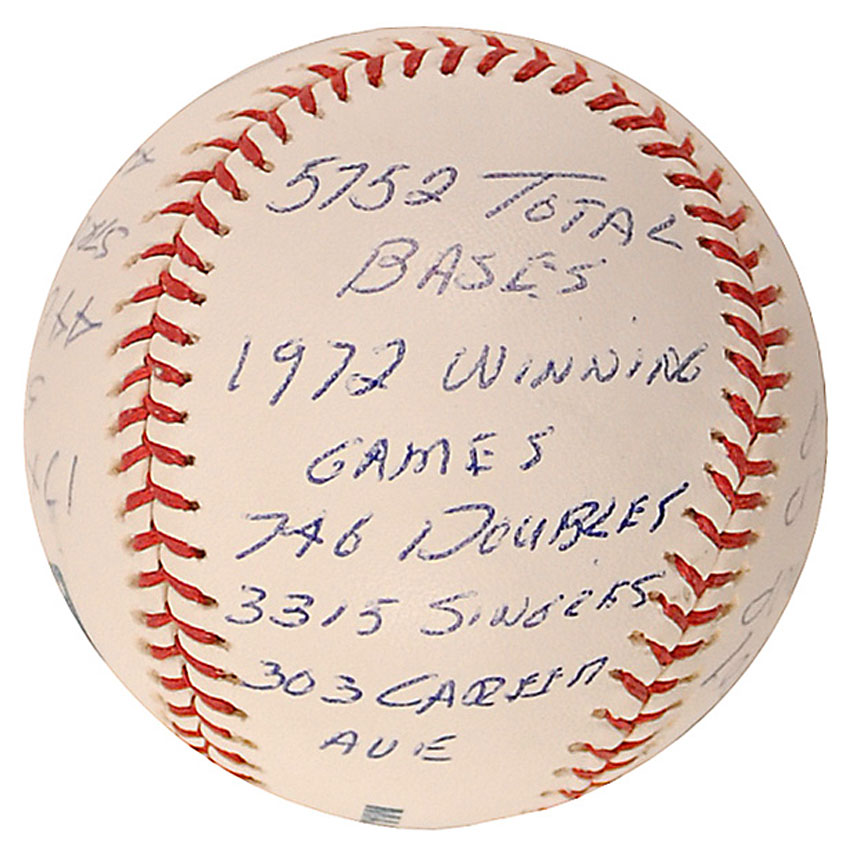 5752 TOTAL
BASES
1972 WINNING
GAMES
746 DOUBLES
3315 SINGLES
303 CAREER
AVE